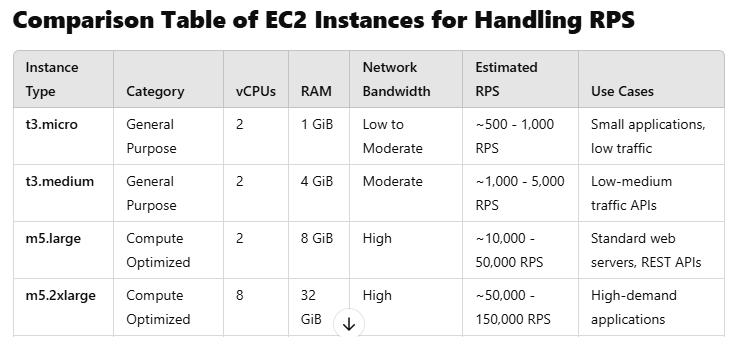 Comparison Table of EC2 Instances for Handling RPS
Instance Type | Category | vCPUs | RAM | Network Bandwidth | Estimated RPS | Use Cases
t3.micro | General Purpose | 2 | 1 GiB | Low to Moderate | ~500 - 1,000 RPS | Small applications, low traffic
t3.medium | General Purpose | 2 | 4 GiB | Moderate | ~1,000 - 5,000 RPS | Low-medium traffic APIs
m5.large | Compute Optimized | 2 | 8 GiB | High | ~10,000 - 50,000 RPS | Standard web servers, REST APIs
m5.2xlarge | Compute Optimized | 8 | 32 GiB | High | ~50,000 - 150,000 RPS | High-demand applications